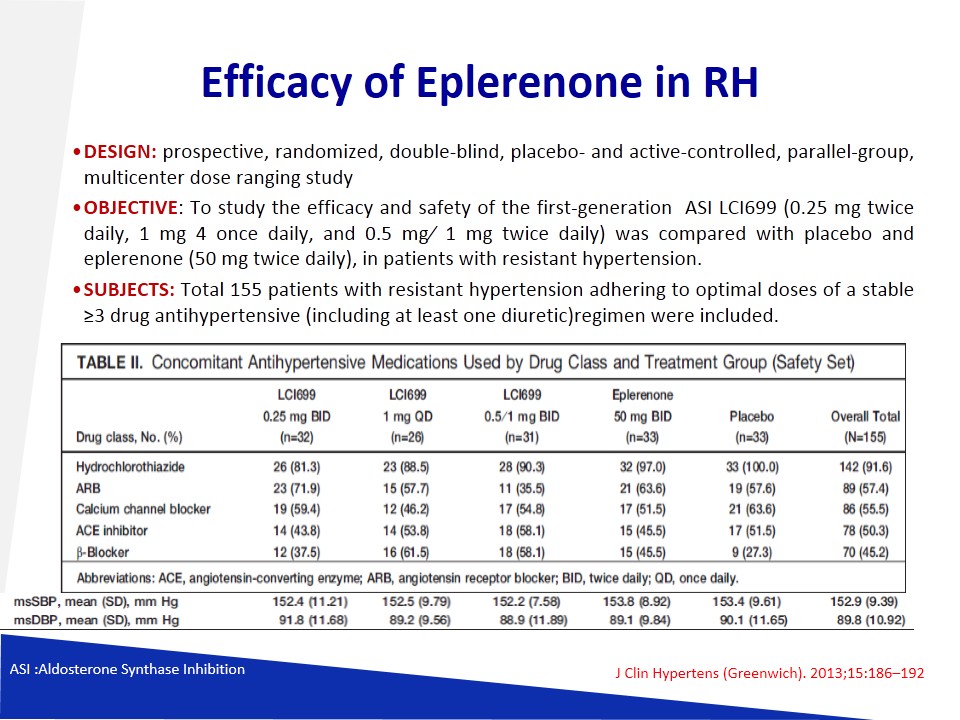 Efficacy of Eplerenone in RH
•DESIGN: prospective, randomized, double-blind, placebo- and active-controlled, parallel-group,
multicenter dose ranging study
•OBJECTIVE: To study the efficacy and safety of the first-generation ASI LCI699 (0.25 mg twice
daily, 1 mg 4 once daily, and 0.5 mg⁄ 1 mg twice daily) was compared with placebo and
eplerenone (50 mg twice daily), in patients with resistant hypertension.
•SUBJECTS: Total 155 patients with resistant hypertension adhering to optimal doses of a stable
≥3 drug antihypertensive (including at least one diuretic)regimen were included.
TABLE II. Concomitant Antihypertensive Medications Used by Drug Class and Treatment Group (Safety Set)
LCI699 LCI699 LCI699 Eplerenone
0.25 mg BID 1 mg QD 0.5⁄1 mg BID 50 mg BID Placebo Overall Total
Drug class, No. (%) (n=32) (n=26) (n=31) (n=33) (n=33) (N=155)
Hydrochlorothiazide 26 (81.3) 23 (88.5) 28 (90.3) 32 (97.0) 33 (100.0) 142 (91.6)
ARB 23 (71.9) 15 (57.7) 11 (35.5) 21 (63.6) 19 (57.6) 89 (57.4)
Calcium channel blocker 19 (59.4) 12 (46.2) 17 (54.8) 17 (51.5) 21 (63.6) 86 (55.5)
ACE inhibitor 14 (43.8) 14 (53.8) 18 (58.1) 15 (45.5) 17 (51.5) 78 (50.3)
β-Blocker 12 (37.5) 16 (61.5) 18 (58.1) 15 (45.5) 9 (27.3) 70 (45.2)
Abbreviations: ACE, angiotensin-converting enzyme; ARB, angiotensin receptor blocker; BID, twice daily; QD, once daily.
msSBP, mean (SD), mm Hg 152.4 (11.21) 152.5 (9.79) 152.2 (7.58) 153.8 (8.92) 153.4 (9.61) 152.9 (9.39)
msDBP, mean (SD), mm Hg 91.8 (11.68) 89.2 (9.56) 88.9 (11.89) 89.1 (9.84) 90.1 (11.65) 89.8 (10.92)
ASI :Aldosterone Synthase Inhibition
J Clin Hypertens (Greenwich). 2013;15:186–192